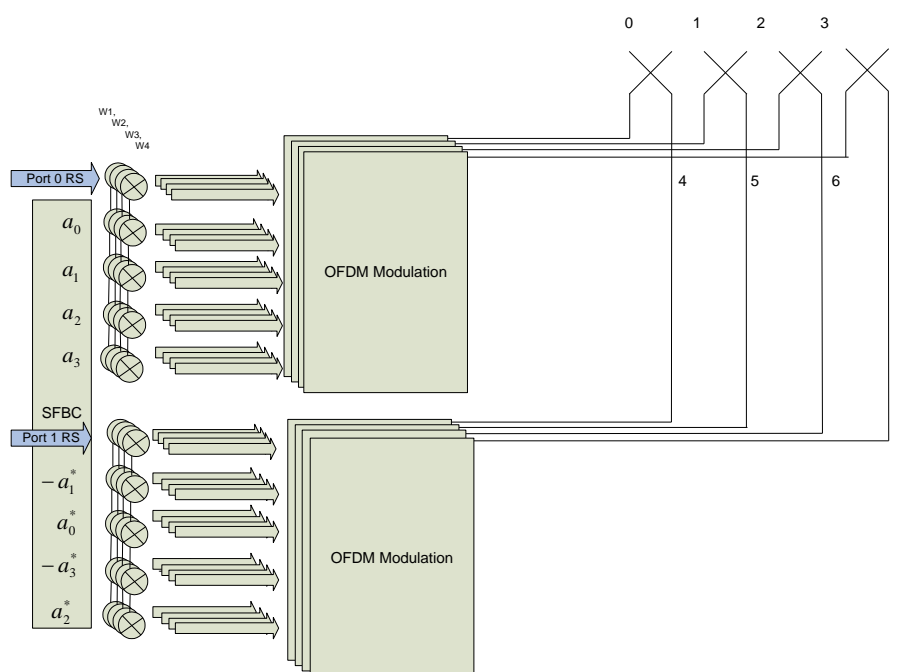 0 1 2 3
W1,
W2,
W3,
W4
Port 0 RS
4 5 6
a₀
a₁
OFDM Modulation
a₂
a₃
SFBC
Port 1 RS
−a₁*
a₀*
−a₃*
OFDM Modulation
a₂*